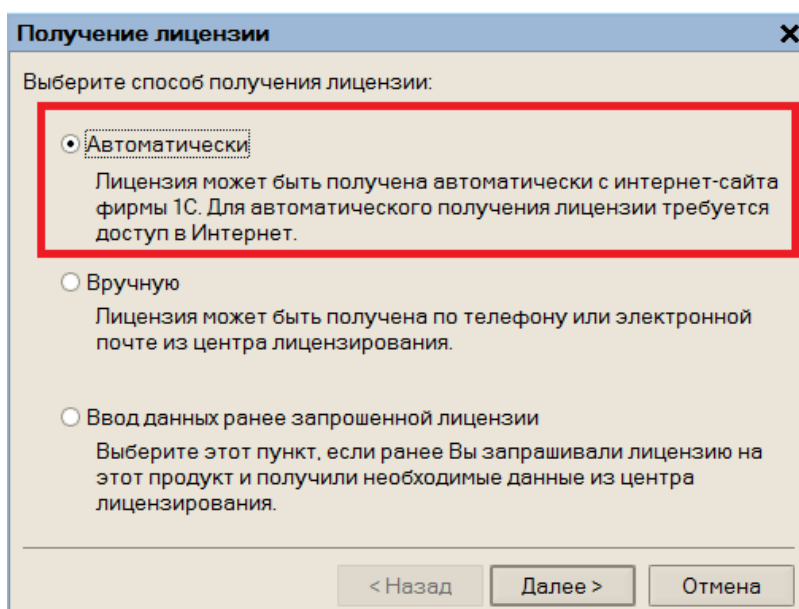 Получение лицензии
Выберите способ получения лицензии:
Автоматически
Лицензия может быть получена автоматически с интернет-сайта
фирмы 1С. Для автоматического получения лицензии требуется
доступ в Интернет.
Вручную
Лицензия может быть получена по телефону или электронной
почте из центра лицензирования.
Ввод данных ранее запрошенной лицензии
Выберите этот пункт, если ранее Вы запрашивали лицензию на
этот продукт и получили необходимые данные из центра
лицензирования.
< Назад Далее > Отмена